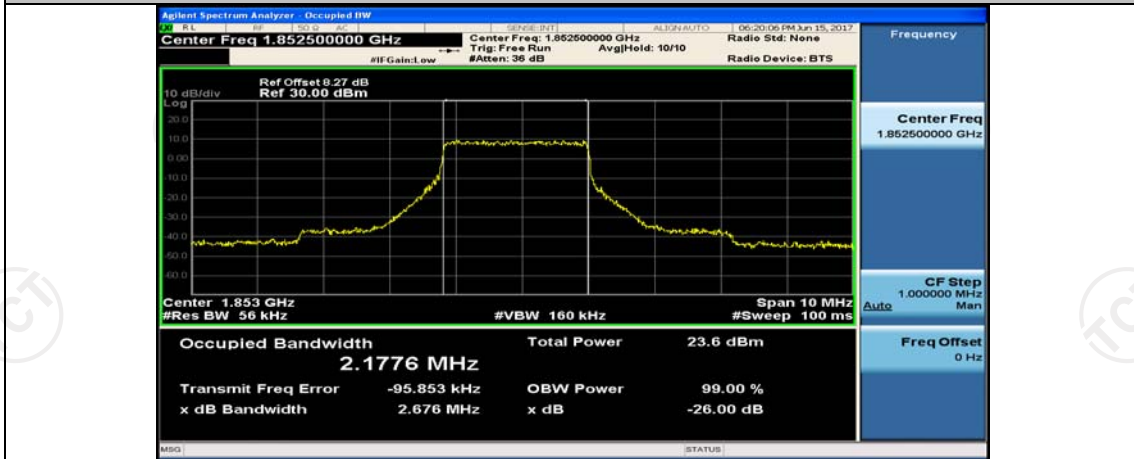 Agilent Spectrum Analyzer - Occupied BW
RL RF 50 Ω AC SENSE:INT ALIGN AUTO 06:20:06 PM Jun 15, 2017
Center Freq 1.852500000 GHz
Center Freq: 1.852500000 GHz
Radio Std: None
Trig: Free Run Avg|Hold: 10/10
#IFGain:Low #Atten: 36 dB Radio Device: BTS
Frequency
Ref Offset 8.27 dB
10 dB/div Ref 30.00 dBm
Log
20.0
10.0
0.00
-10.0
-20.0
-30.0
-40.0
-50.0
-60.0
Center 1.853 GHz Span 10 MHz
#Res BW 56 kHz #VBW 160 kHz #Sweep 100 ms
Center Freq
1.852500000 GHz
CF Step
1.000000 MHz
Auto Man
Freq Offset
0 Hz
Occupied Bandwidth Total Power 23.6 dBm
2.1776 MHz
Transmit Freq Error -95.853 kHz OBW Power 99.00 %
x dB Bandwidth 2.676 MHz x dB -26.00 dB
MSG STATUS
TCT